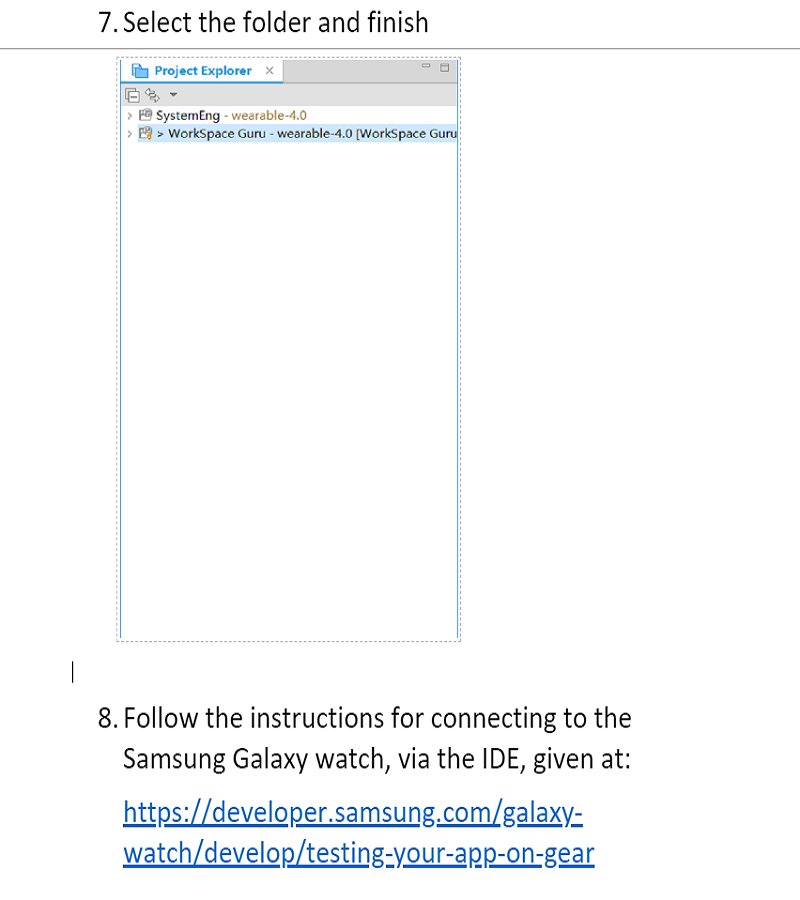 7. Select the folder and finish
Project Explorer
SystemEng - wearable-4.0
> WorkSpace Guru - wearable-4.0 [WorkSpace Guru
8. Follow the instructions for connecting to the
Samsung Galaxy watch, via the IDE, given at:
https://developer.samsung.com/galaxy-
watch/develop/testing-your-app-on-gear